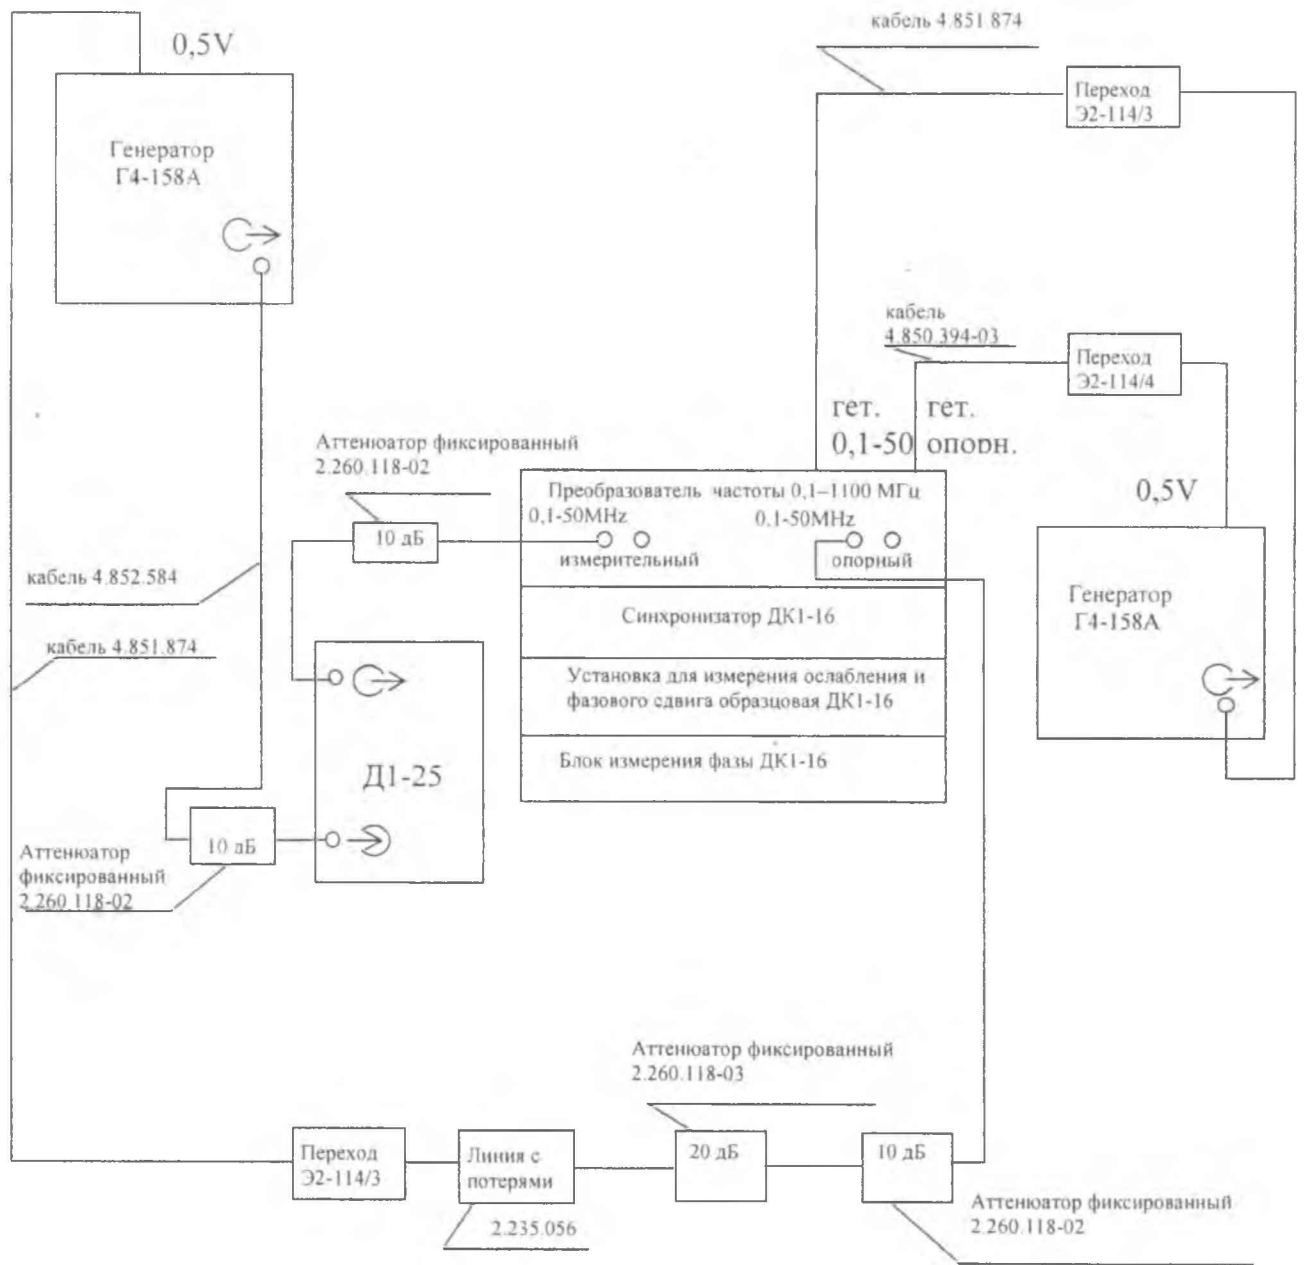 кабель 4.851.874
0,5V
Переход
Э2-114/3
Генератор
Г4-158А
кабель
4.850.394-03
Переход
Э2-114/4
гет. гет.
0,1-50 опорн.
Аттенюатор фиксированный
2.260.118-02
Преобразователь частоты 0,1–1100 МГц
0,1-50MHz 0.1-50MHz
измерительный опорный
10 дБ
0,5V
кабель 4.852.584
кабель 4.851.874
Синхронизатор ДК1-16
Генератор
Г4-158А
Установка для измерения ослабления и
фазового сдвига образцовая ДК1-16
Блок измерения фазы ДК1-16
Д1-25
10 дБ
Аттенюатор
фиксированный
2.260.118-02
Аттенюатор фиксированный
2.260.118-03
Переход
Э2-114/3
Линия с
потерями
20 дБ
10 дБ
2.235.056
Аттенюатор фиксированный
2.260.118-02